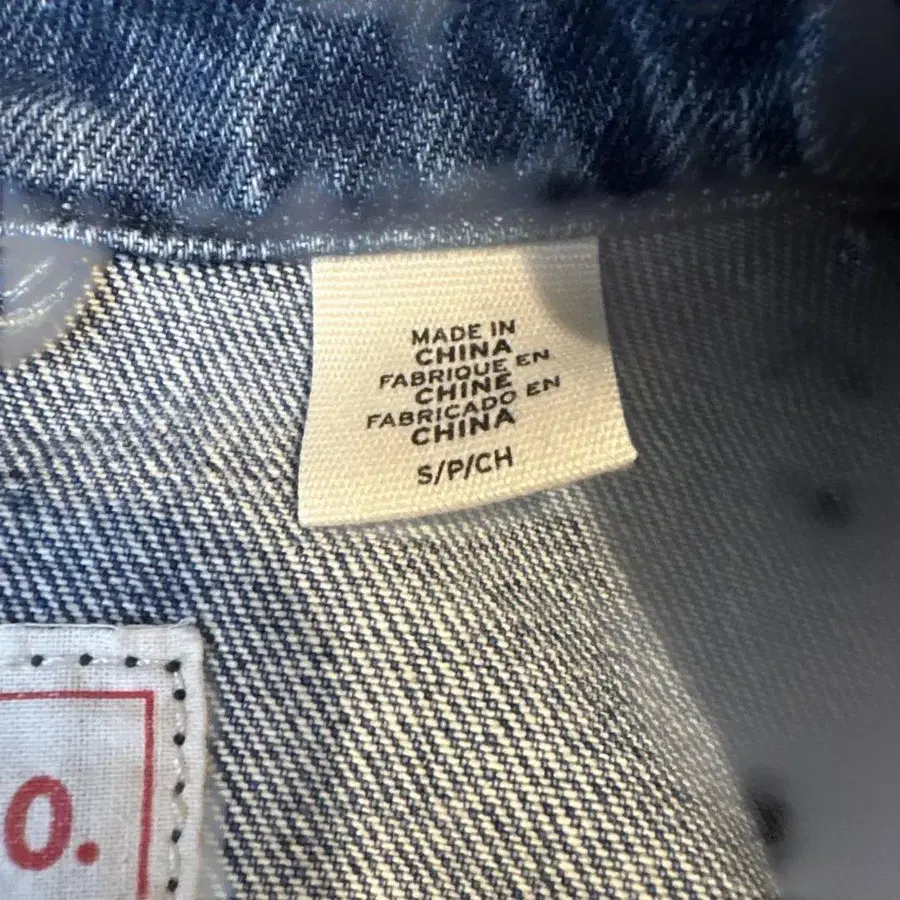 MADE IN
CHINA
FABRIQUE EN
CHINE
FABRICADO EN
CHINA
S/P/CH
O.